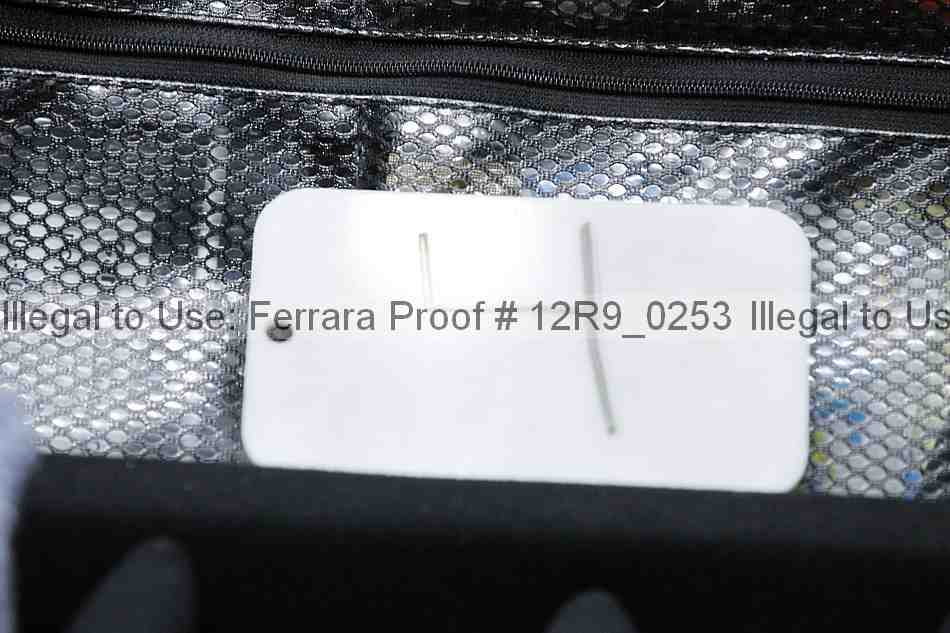 Illegal to Use: Ferrara Proof # 12R9_0253 Illegal to Us